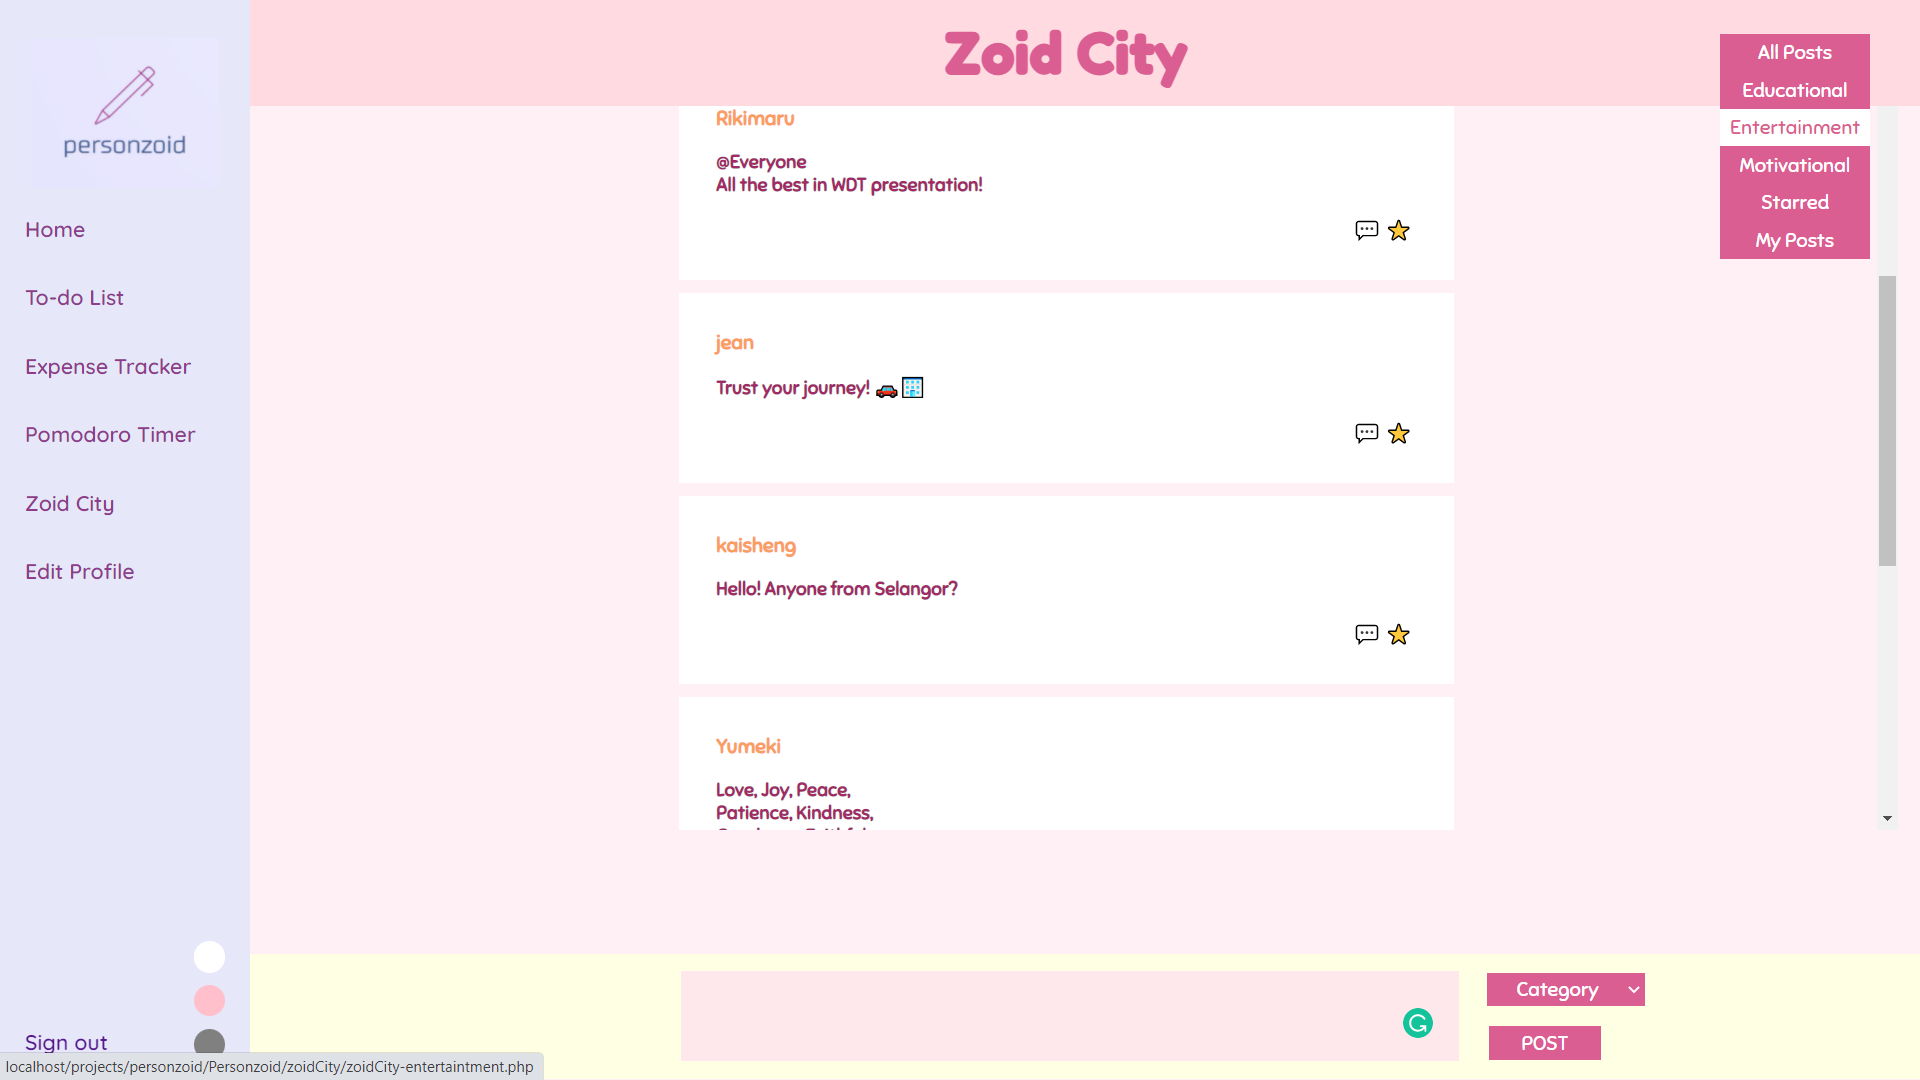 personzoid
Home
To-do List
Expense Tracker
Pomodoro Timer
Zoid City
Edit Profile
Sign out
Zoid City
All Posts
Educational
Entertainment
Motivational
Starred
My Posts
Rikimaru
@Everyone
All the best in WDT presentation!
jean
Trust your journey! 🚗🏢
kaisheng
Hello! Anyone from Selangor?
Yumeki
Love, Joy, Peace,
Patience, Kindness,
Category
POST
localhost/projects/personzoid/Personzoid/zoidCity/zoidCity-entertaintment.php